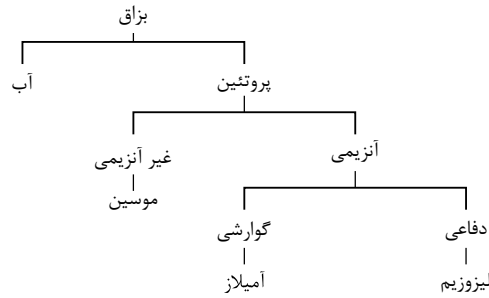 بزاق
پروتئین
آب
آنزیمی
غیر آنزیمی
موسین
دفاعی
گوارشی
لیزوزیم
آمیلاز